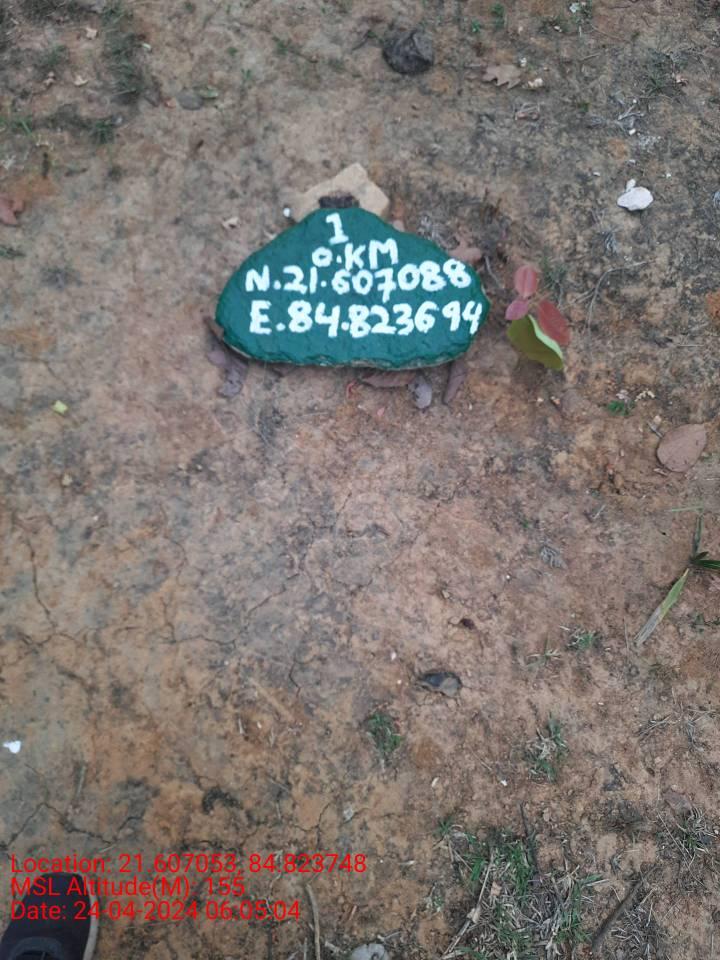 1
0.KM
N.21.607088
E.84.823694
Location: 21.607053, 84.823748
MSL Altitude(M): 155
Date: 24-04-2024 06:05:04